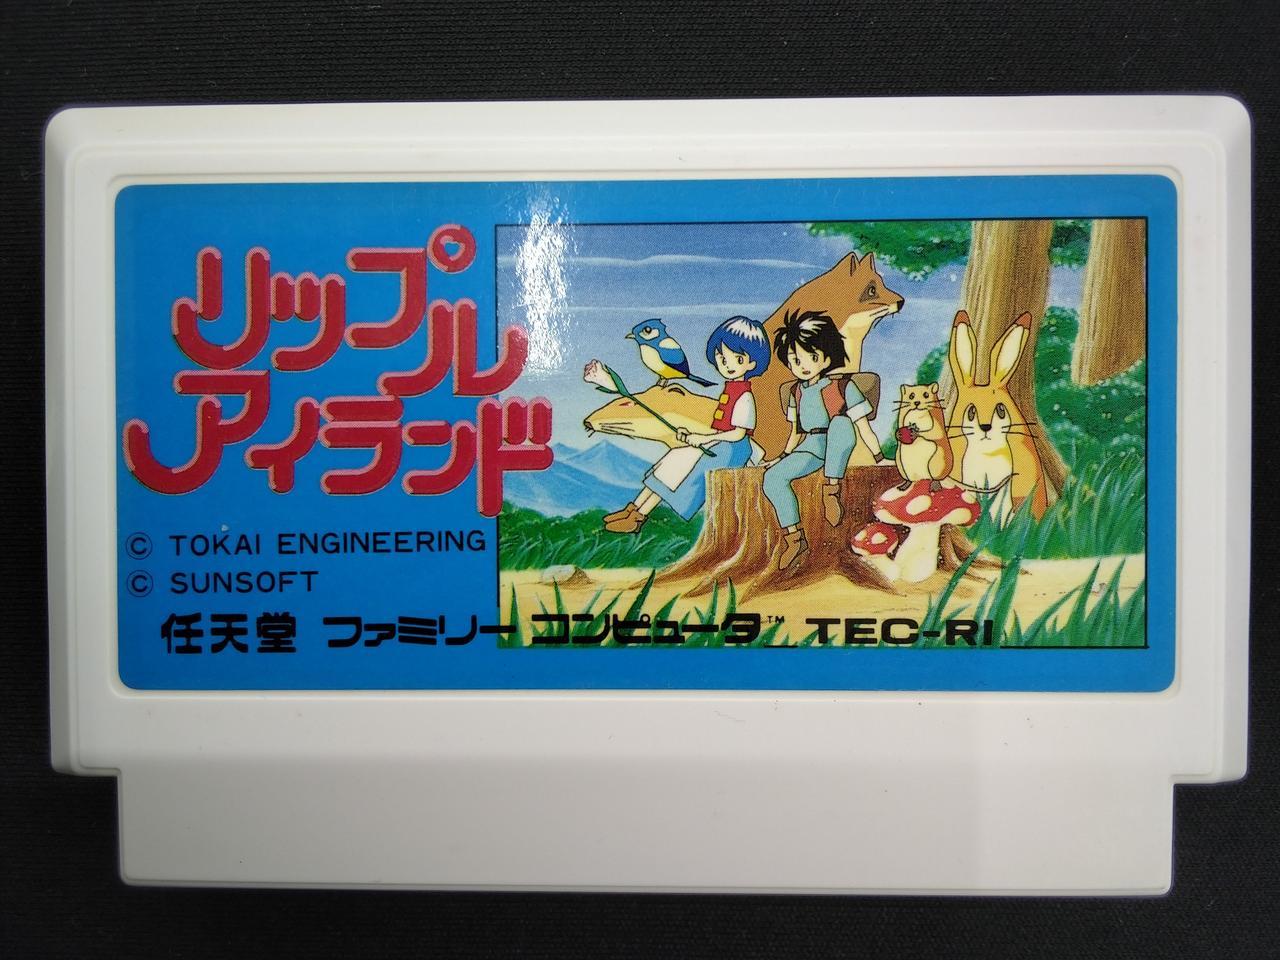 リップル
アイランド
© TOKAI ENGINEERING
© SUNSOFT
任天堂 ファミリー コンピュータ™ TEC-RI